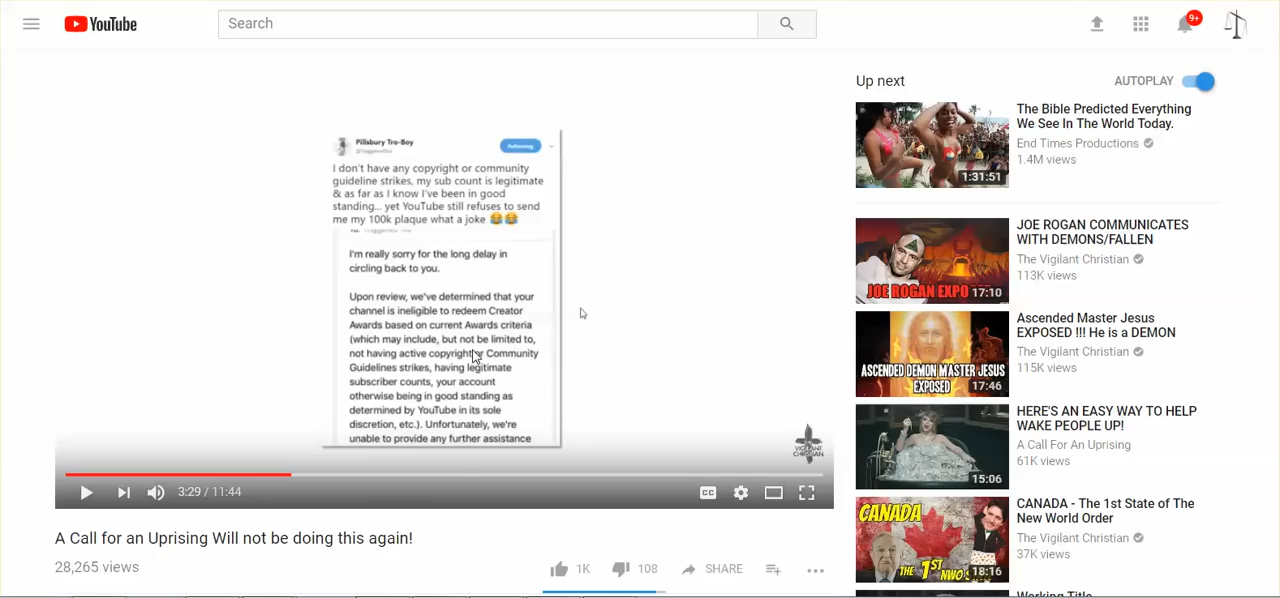 YouTube
Search
9+
Pillsbury Tro-Boy
Following
I don't have any copyright or community
guideline strikes, my sub count is legitimate
& as far as I know I've been in good
standing... yet YouTube still refuses to send
me my 100k plaque what a joke 😂😂
I'm really sorry for the long delay in
circling back to you.
Upon review, we've determined that your
channel is ineligible to redeem Creator
Awards based on current Awards criteria
(which may include, but not be limited to,
not having active copyright or Community
Guidelines strikes, having legitimate
subscriber counts, your account
otherwise being in good standing as
determined by YouTube in its sole
discretion, etc.). Unfortunately, we're
unable to provide any further assistance
VIGILANT
CHRISTIAN
3:29 / 11:44
CC
A Call for an Uprising Will not be doing this again!
28,265 views
1K
108
SHARE
Up next
AUTOPLAY
The Bible Predicted Everything
We See In The World Today.
End Times Productions
1.4M views
1:31:51
JOE ROGAN COMMUNICATES
WITH DEMONS/FALLEN
The Vigilant Christian
113K views
JOE ROGAN EXPO
17:10
Ascended Master Jesus
EXPOSED !!! He is a DEMON
The Vigilant Christian
115K views
ASCENDED DEMON MASTER JESUS
EXPOSED
17:46
HERE'S AN EASY WAY TO HELP
WAKE PEOPLE UP!
A Call For An Uprising
61K views
15:06
CANADA - The 1st State of The
New World Order
The Vigilant Christian
37K views
CANADA
THE 1ST NWO
18:16
Working Title